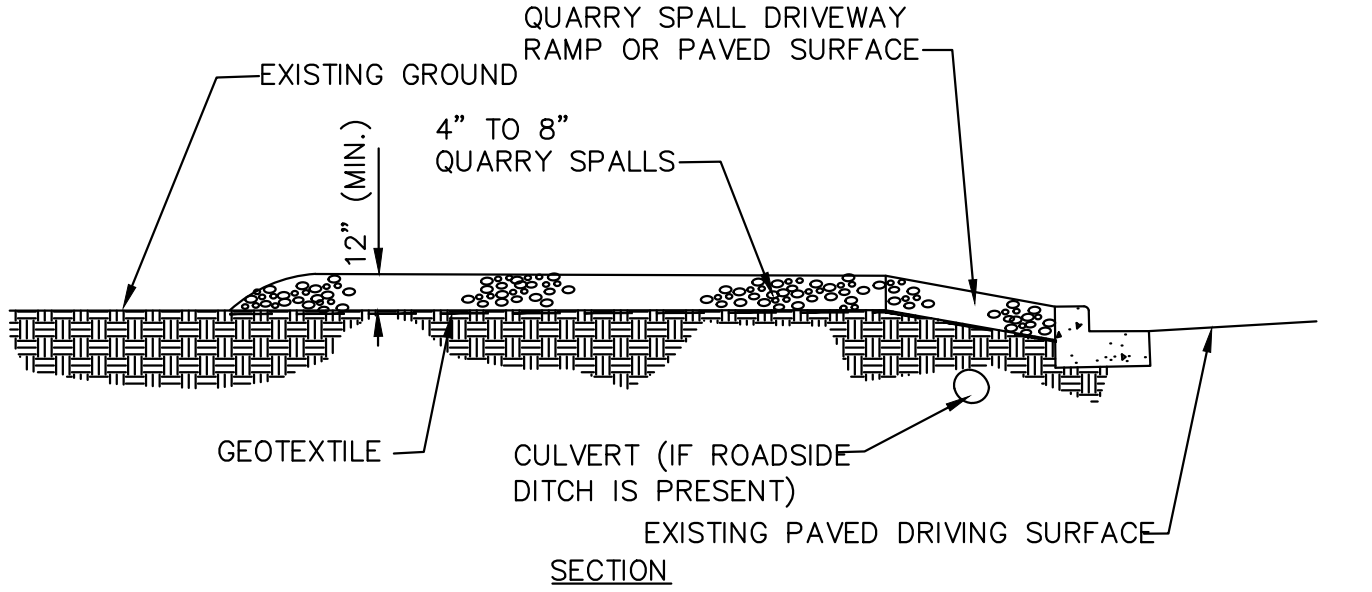 QUARRY SPALL DRIVEWAY
RAMP OR PAVED SURFACE
EXISTING GROUND
4” TO 8”
QUARRY SPALLS
12” (MIN.)
GEOTEXTILE
CULVERT (IF ROADSIDE
DITCH IS PRESENT)
EXISTING PAVED DRIVING SURFACE
SECTION